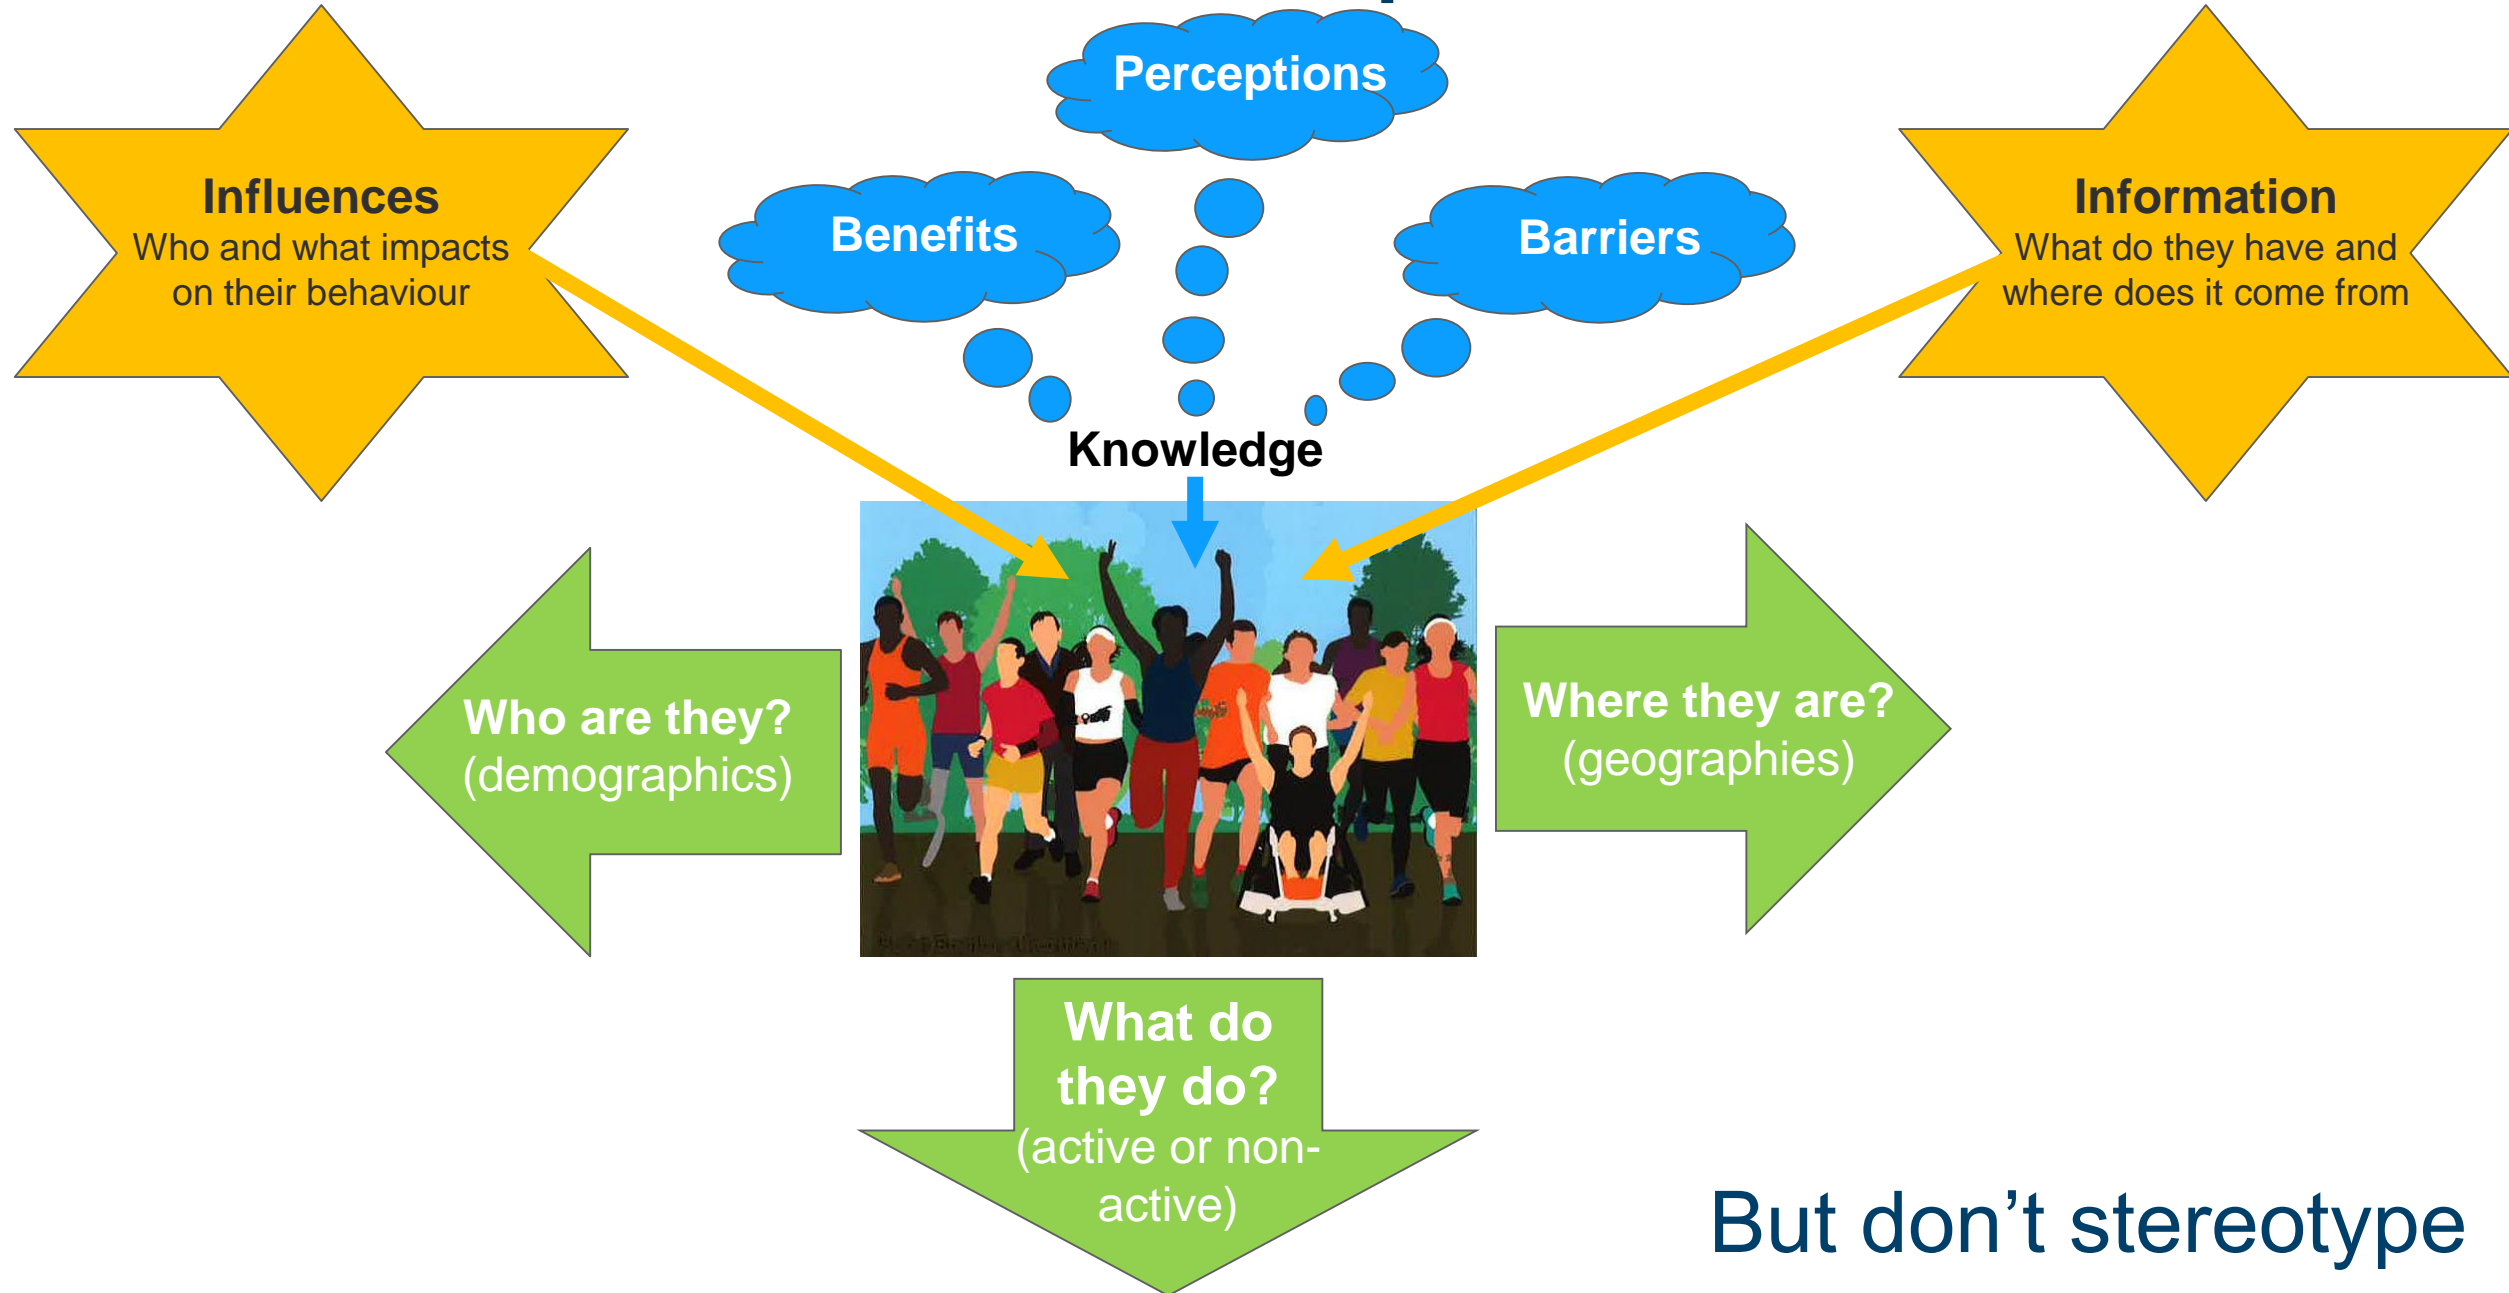 Perceptions
Influences
Who and what impacts
on their behaviour
Benefits
Barriers
Information
What do they have and
where does it come from
Knowledge
Who are they?
(demographics)
Where they are?
(geographies)
What do
they do?
(active or non-
active)
But don’t stereotype